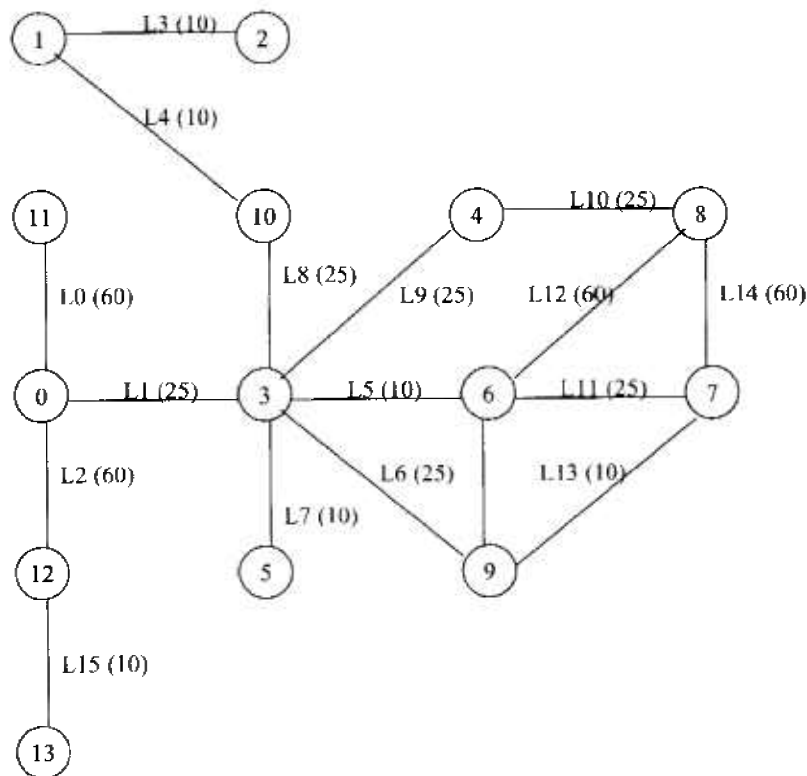 1
L3 (10)
2
L4 (10)
11
10
4
L10 (25)
8
L0 (60)
L8 (25)
L9 (25)
L12 (60)
L14 (60)
0
L1 (25)
3
L5 (10)
6
L11 (25)
7
L2 (60)
L7 (10)
L6 (25)
L13 (10)
12
5
9
L15 (10)
13